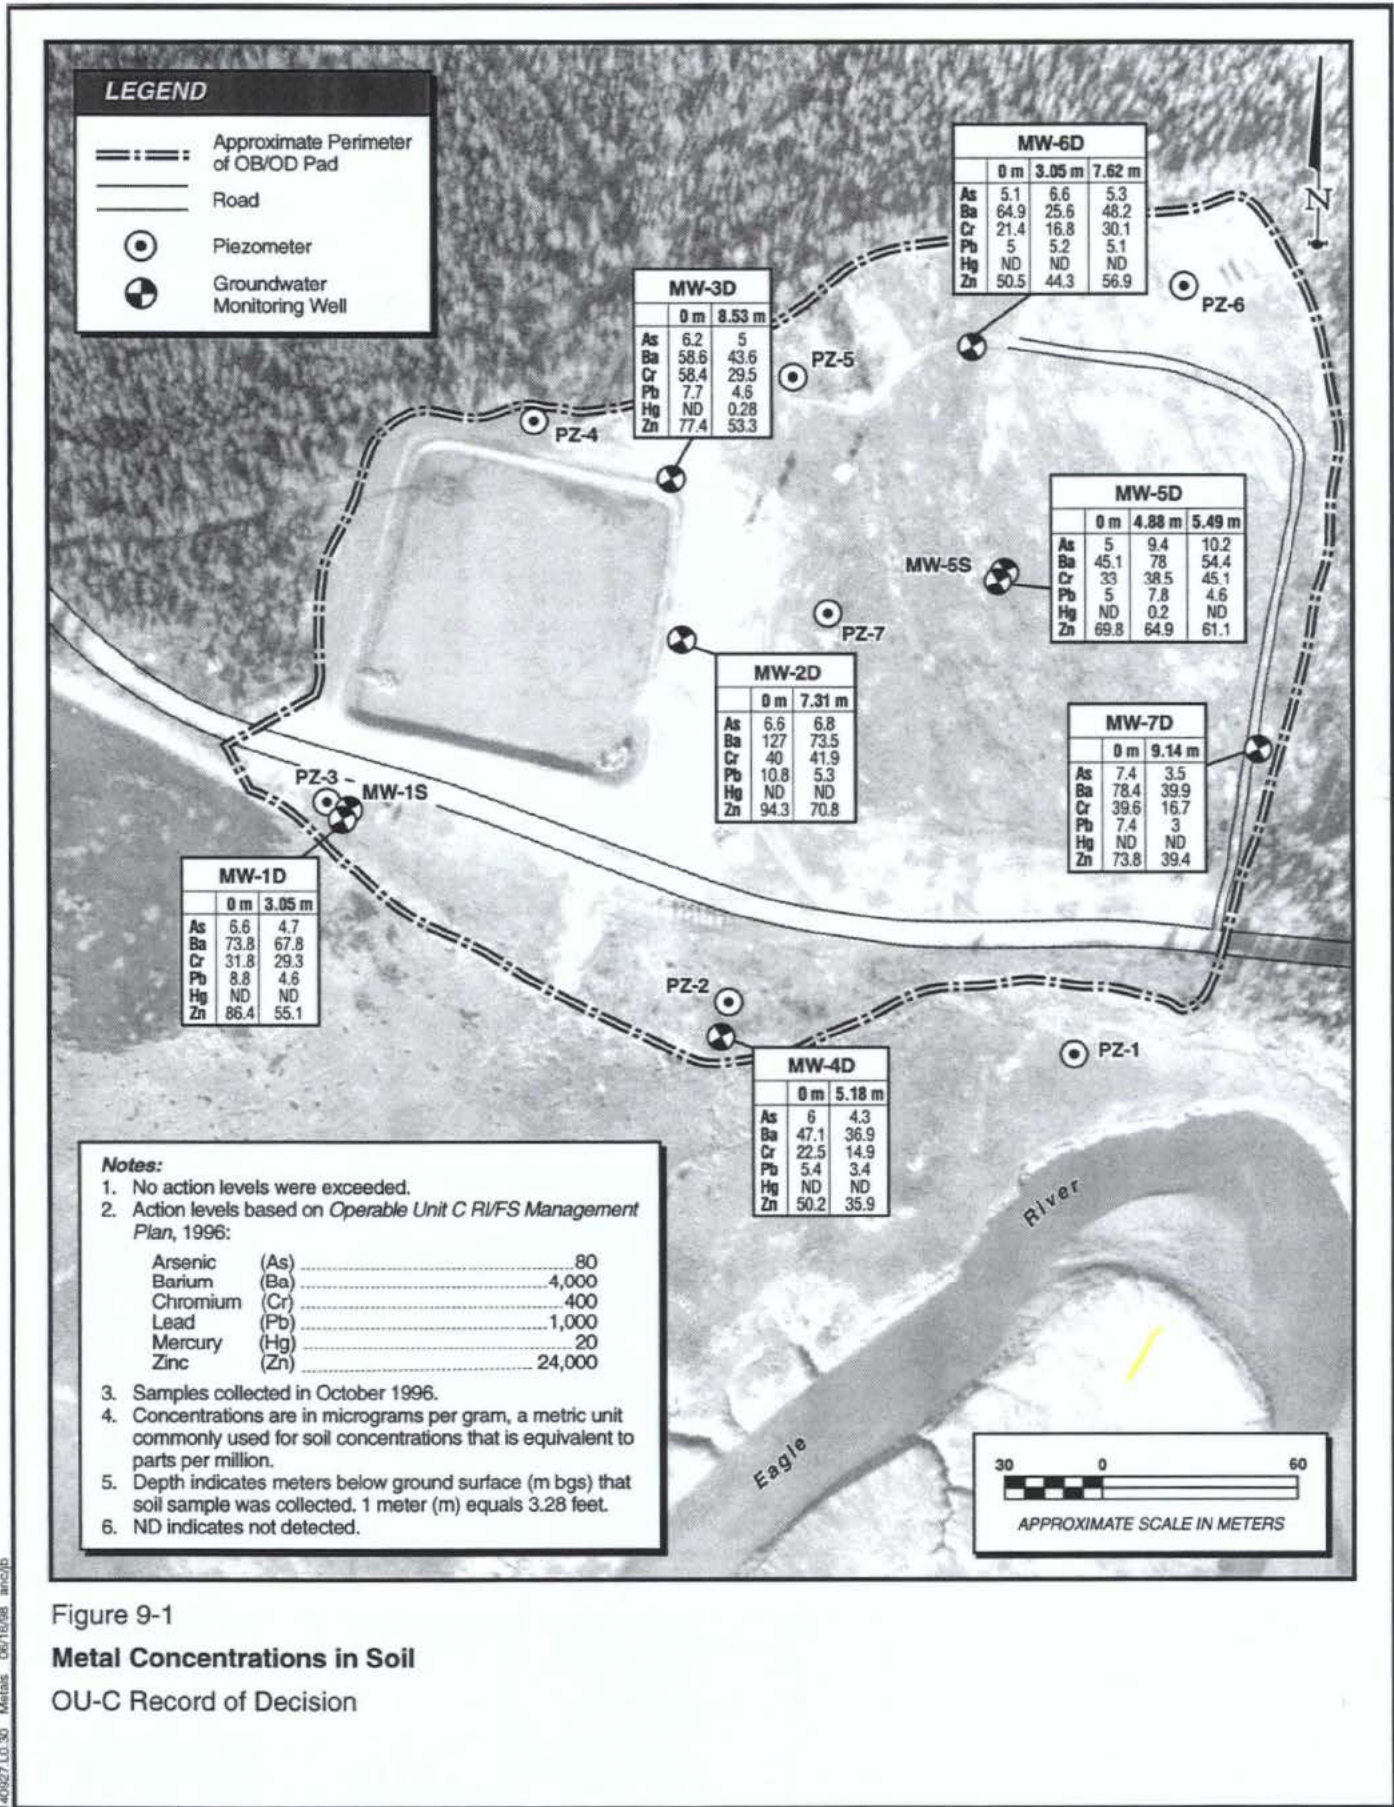 LEGEND
Approximate Perimeter
of OB/OD Pad
Road
Piezometer
Groundwater
Monitoring Well
N
MW-6D
0 m 3.05 m 7.62 m
As 5.1 6.6 5.3
Ba 64.9 25.6 48.2
Cr 21.4 16.8 30.1
Pb 5 5.2 5.1
Hg ND ND ND
Zn 50.5 44.3 56.9
PZ-6
MW-3D
0 m 8.53 m
As 6.2 5
Ba 58.6 43.6
Cr 58.4 29.5
Pb 7.7 4.6
Hg ND 0.28
Zn 77.4 53.3
PZ-5
PZ-4
MW-5D
0 m 4.88 m 5.49 m
As 5 9.4 10.2
Ba 45.1 78 54.4
Cr 33 38.5 45.1
Pb 5 7.8 4.6
Hg ND 0.2 ND
Zn 69.8 64.9 61.1
MW-5S
PZ-7
MW-2D
0 m 7.31 m
As 6.6 6.8
Ba 127 73.5
Cr 40 41.9
Pb 10.8 5.3
Hg ND ND
Zn 94.3 70.8
MW-7D
0 m 9.14 m
As 7.4 3.5
Ba 78.4 39.9
Cr 39.6 16.7
Pb 7.4 3
Hg ND ND
Zn 73.8 39.4
PZ-3
MW-1S
MW-1D
0 m 3.05 m
As 6.6 4.7
Ba 73.8 67.8
Cr 31.8 29.3
Pb 8.8 4.6
Hg ND ND
Zn 86.4 55.1
PZ-2
PZ-1
MW-4D
0 m 5.18 m
As 6 4.3
Ba 47.1 36.9
Cr 22.5 14.9
Pb 5.4 3.4
Hg ND ND
Zn 50.2 35.9
Eagle River
Notes:
1. No action levels were exceeded.
2. Action levels based on Operable Unit C RI/FS Management
Plan, 1996:
Arsenic (As) 80
Barium (Ba) 4,000
Chromium (Cr) 400
Lead (Pb) 1,000
Mercury (Hg) 20
Zinc (Zn) 24,000
3. Samples collected in October 1996.
4. Concentrations are in micrograms per gram, a metric unit
commonly used for soil concentrations that is equivalent to
parts per million.
5. Depth indicates meters below ground surface (m bgs) that
soil sample was collected. 1 meter (m) equals 3.28 feet.
6. ND indicates not detected.
30 0 60
APPROXIMATE SCALE IN METERS
Figure 9-1
Metal Concentrations in Soil
OU-C Record of Decision
140927.L0.30 Metals 06/16/98 anc/jb